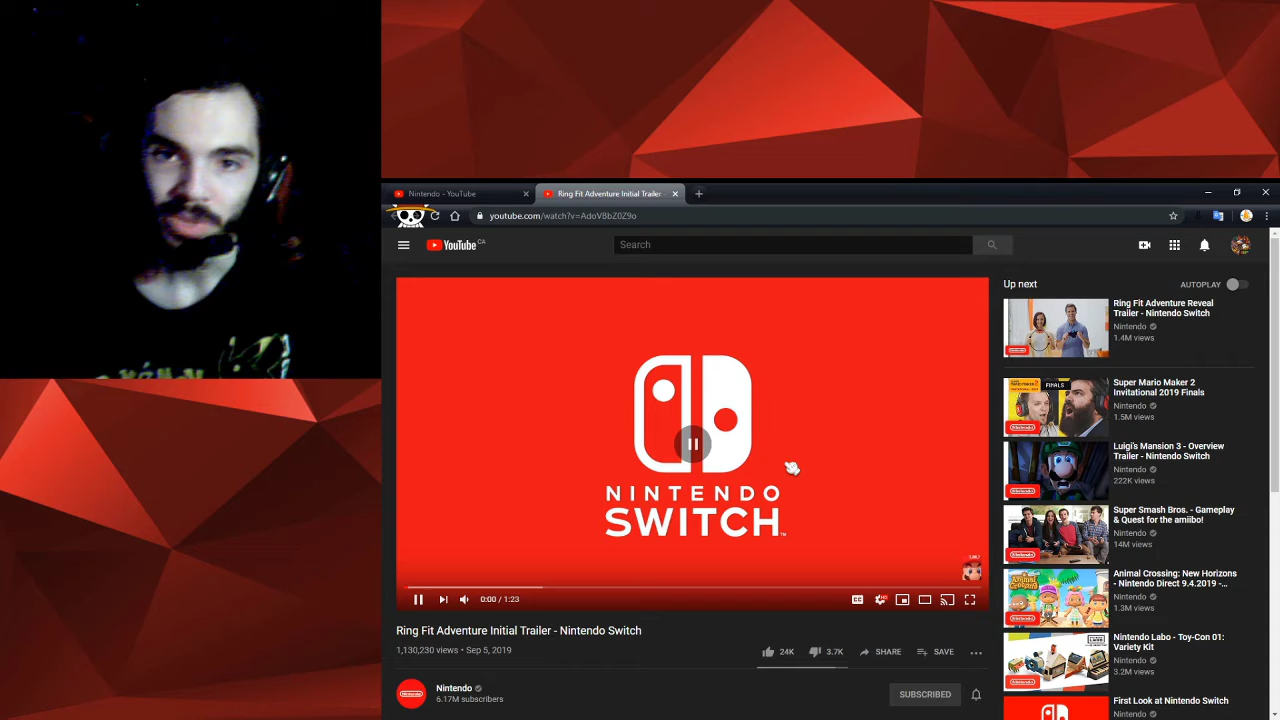 Nintendo - YouTube
Ring Fit Adventure Initial Trailer -
youtube.com/watch?v=AdoVBbZ0Z9o
YouTube CA
Search
NINTENDO
SWITCH™
0:00 / 1:23
CC
HD
Ring Fit Adventure Initial Trailer - Nintendo Switch
1,130,230 views • Sep 5, 2019
24K
3.7K
SHARE
SAVE
Nintendo
6.17M subscribers
SUBSCRIBED
Up next
AUTOPLAY
Ring Fit Adventure Reveal
Trailer - Nintendo Switch
Nintendo
1.4M views
FINALS
Super Mario Maker 2
Invitational 2019 Finals
Nintendo
1.5M views
Luigi's Mansion 3 - Overview
Trailer - Nintendo Switch
Nintendo
222K views
Super Smash Bros. - Gameplay
& Quest for the amiibo!
Nintendo
14M views
Animal Crossing: New Horizons
- Nintendo Direct 9.4.2019 -...
Nintendo
1.3M views
Nintendo Labo - Toy-Con 01:
Variety Kit
Nintendo
3.2M views
First Look at Nintendo Switch